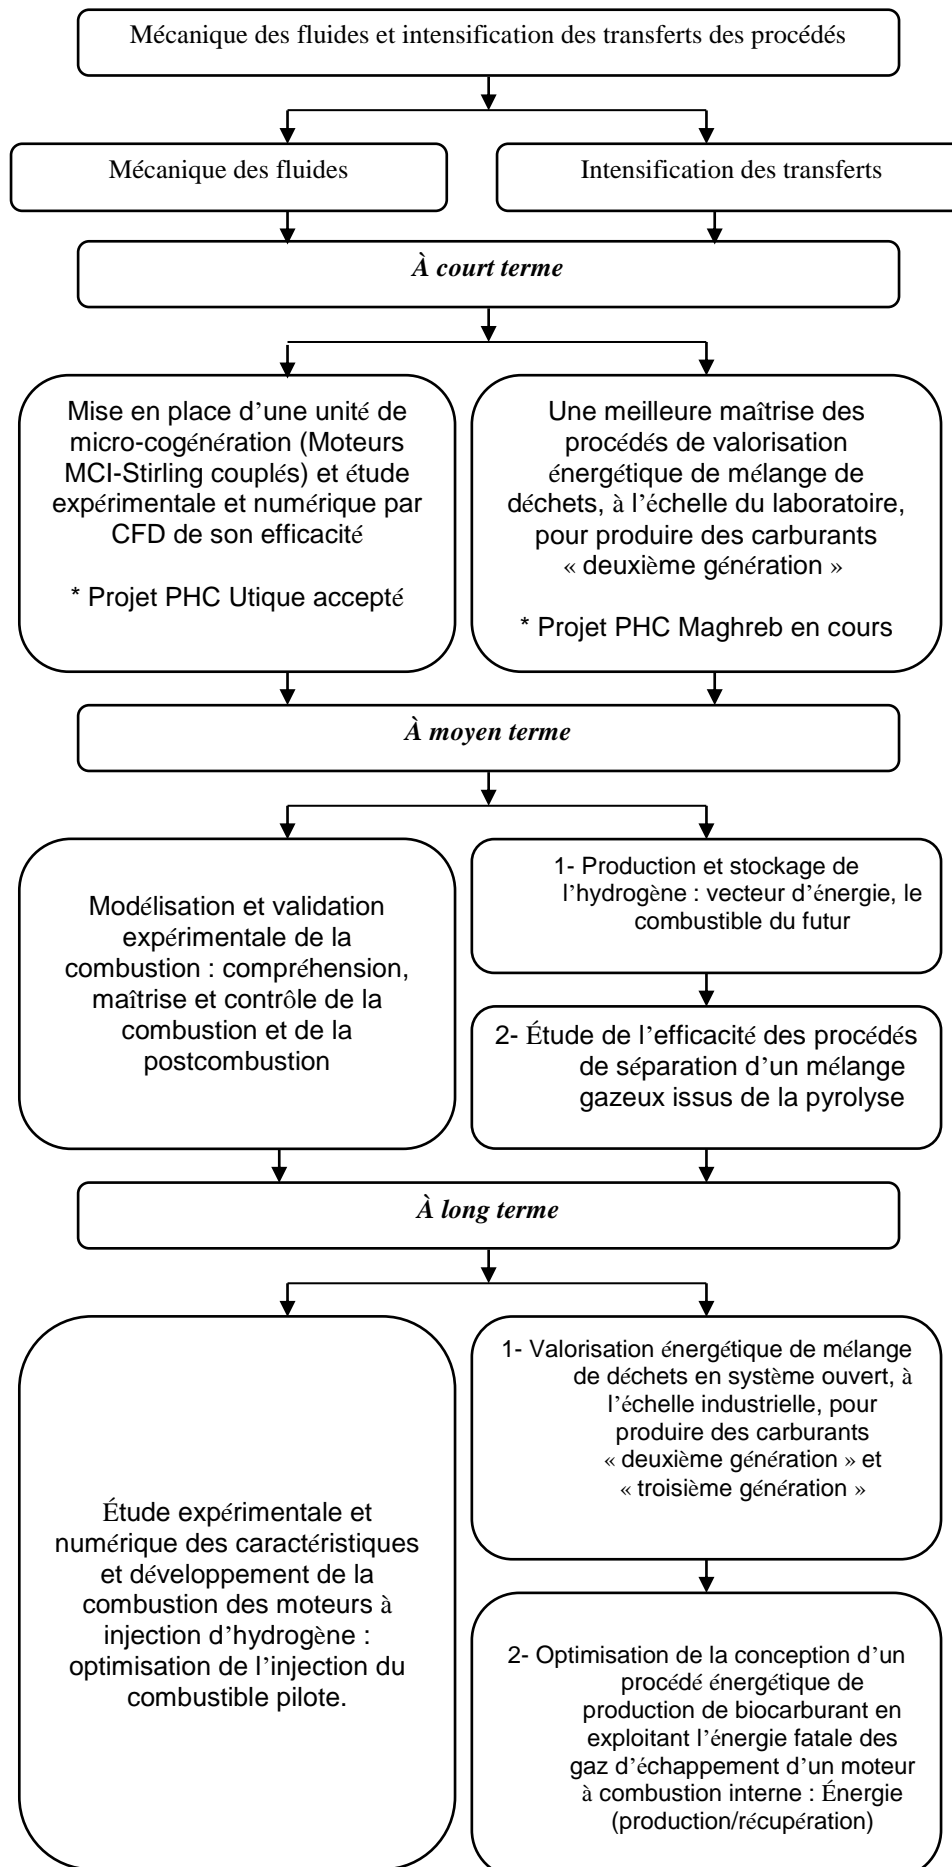 Mécanique des fluides et intensification des transferts des procédés
Mécanique des fluides
Intensification des transferts
À court terme
Mise en place d’une unité de
micro-cogénération (Moteurs
MCI-Stirling couplés) et étude
expérimentale et numérique par
CFD de son efficacité
* Projet PHC Utique accepté
Une meilleure maîtrise des
procédés de valorisation
énergétique de mélange de
déchets, à l’échelle du laboratoire,
pour produire des carburants
« deuxième génération »
* Projet PHC Maghreb en cours
À moyen terme
Modélisation et validation
expérimentale de la
combustion : compréhension,
maîtrise et contrôle de la
combustion et de la
postcombustion
1- Production et stockage de
l’hydrogène : vecteur d’énergie, le
combustible du futur
2- Étude de l’efficacité des procédés
de séparation d’un mélange
gazeux issus de la pyrolyse
À long terme
Étude expérimentale et
numérique des caractéristiques
et développement de la
combustion des moteurs à
injection d’hydrogène :
optimisation de l’injection du
combustible pilote.
1- Valorisation énergétique de mélange
de déchets en système ouvert, à
l’échelle industrielle, pour
produire des carburants
« deuxième génération » et
« troisième génération »
2- Optimisation de la conception d’un
procédé énergétique de
production de biocarburant en
exploitant l’énergie fatale des
gaz d’échappement d’un moteur
à combustion interne : Énergie
(production/récupération)